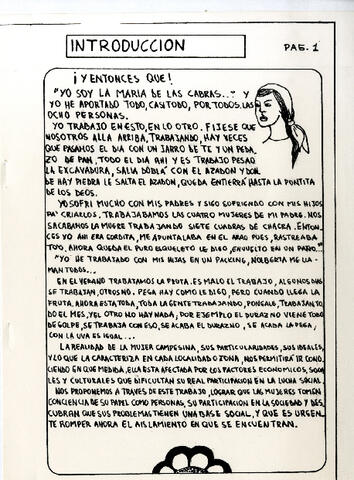 INTRODUCCION
PAG. 1
¡Y ENTONCES QUE!
"YO SOY LA MARIA DE LAS CABRAS..." Y
YO HE APORTADO TODO, CASI TODO, POR TODOS LAS
OCHO PERSONAS.
YO TRABAJO EN ESTO, EN LO OTRO. FIJESE QUE
NOSOTROS ALLA ARRIBA, TRABAJANDO, HAY VECES
QUE PASAMOS EL DIA CON UN JARRO DE TE Y UN PEDA
ZO DE PAN, TODO EL DIA AHI Y ES TRABAJO PESAO
LA EXCAVADURA, SALIA DOBLA' CON EL AZADON Y DON
DE HAY PIEDRA LE SALTA EL AZADON, QUEDA ENTIERRA HASTA LA PUNTITA
DE LOS DEOS.
YO SOFRI MUCHO CON MIS PADRES Y SIGO SOFRIENDO CON MIS HIJOS
PA' CRIARLOS, TRABAJABAMOS LAS CUATRO MUJERES DE MI PADRE. NOS
SACABAMOS LA MUGRE TRABAJANDO SIETE CUADRAS DE CHACRA. ENTON-
CES YO AHI ERA GORDITA, ME APUNTALABA EN EL ARAO PUES, RASTREABA
TUYO, AHORA QUEDA EL PURO ESQUELETO LE DIGO, ENVUELTO EN UN PAÑO."
"YO HE TRABAJADO CON MIS HIJAS EN UN PACKING, NOLBERTA ME LLA-
MAN TODOS...
EN EL VERANO TRABATAMOS LA FRUTA. ES MALO EL TRABAJO, ALGUNOS DIAS
SE TRABAJAN, OTROS NO. PEGA HAY COMO LE DIGO PERO CUANDO LLEGA LA
FRUTA, AHORA ESTA TODA, TODA LA GENTE TRABAJANDO, PONGALE, TRABAJAN TO
DO EL MES, Y EL OTRO NO HAY NADA, POR EJEMPLO EL DURAZNO VIENE TODO
DE GOLPE, SE TRABAJA CON ESO, SE ACABA EL DURAZNO, SE ACABA LA PEGA,
CON LA UVA ES IGUAL..."
LA REALIDAD DE LA MUJER CAMPESINA, SUS PARTICULARIDADES, SUS IDEALES,
Y LO QUE LA CARACTERIZA EN CADA LOCALIDAD O ZONA, NOS PERMITIRA IR CONO
CIENDO EN QUE MEDIDA, ELLA ESTA AFECTADA POR LOS FACTORES ECONOMICOS, SOCIA
LES Y CULTURALES QUE DIFICULTAN SU REAL PARTICIPACION EN LA LUCHA SOCIAL.
NOS PROPONEMOS A TRAVES DE ESTE TRABAJO, LOGRAR QUE LAS MUJERES TOMEN
CONCIENCIA DE SU PAPEL COMO PERSONAS, SU PARTICIPACION EN LA SOCIEDAD Y DES
CUBRAN QUE SUS PROBLEMAS TIENEN UNA BASE SOCIAL, Y QUE ES URGEN
TE ROMPER AHORA EL AISLAMIENTO EN QUE SE ENCUENTRAN.